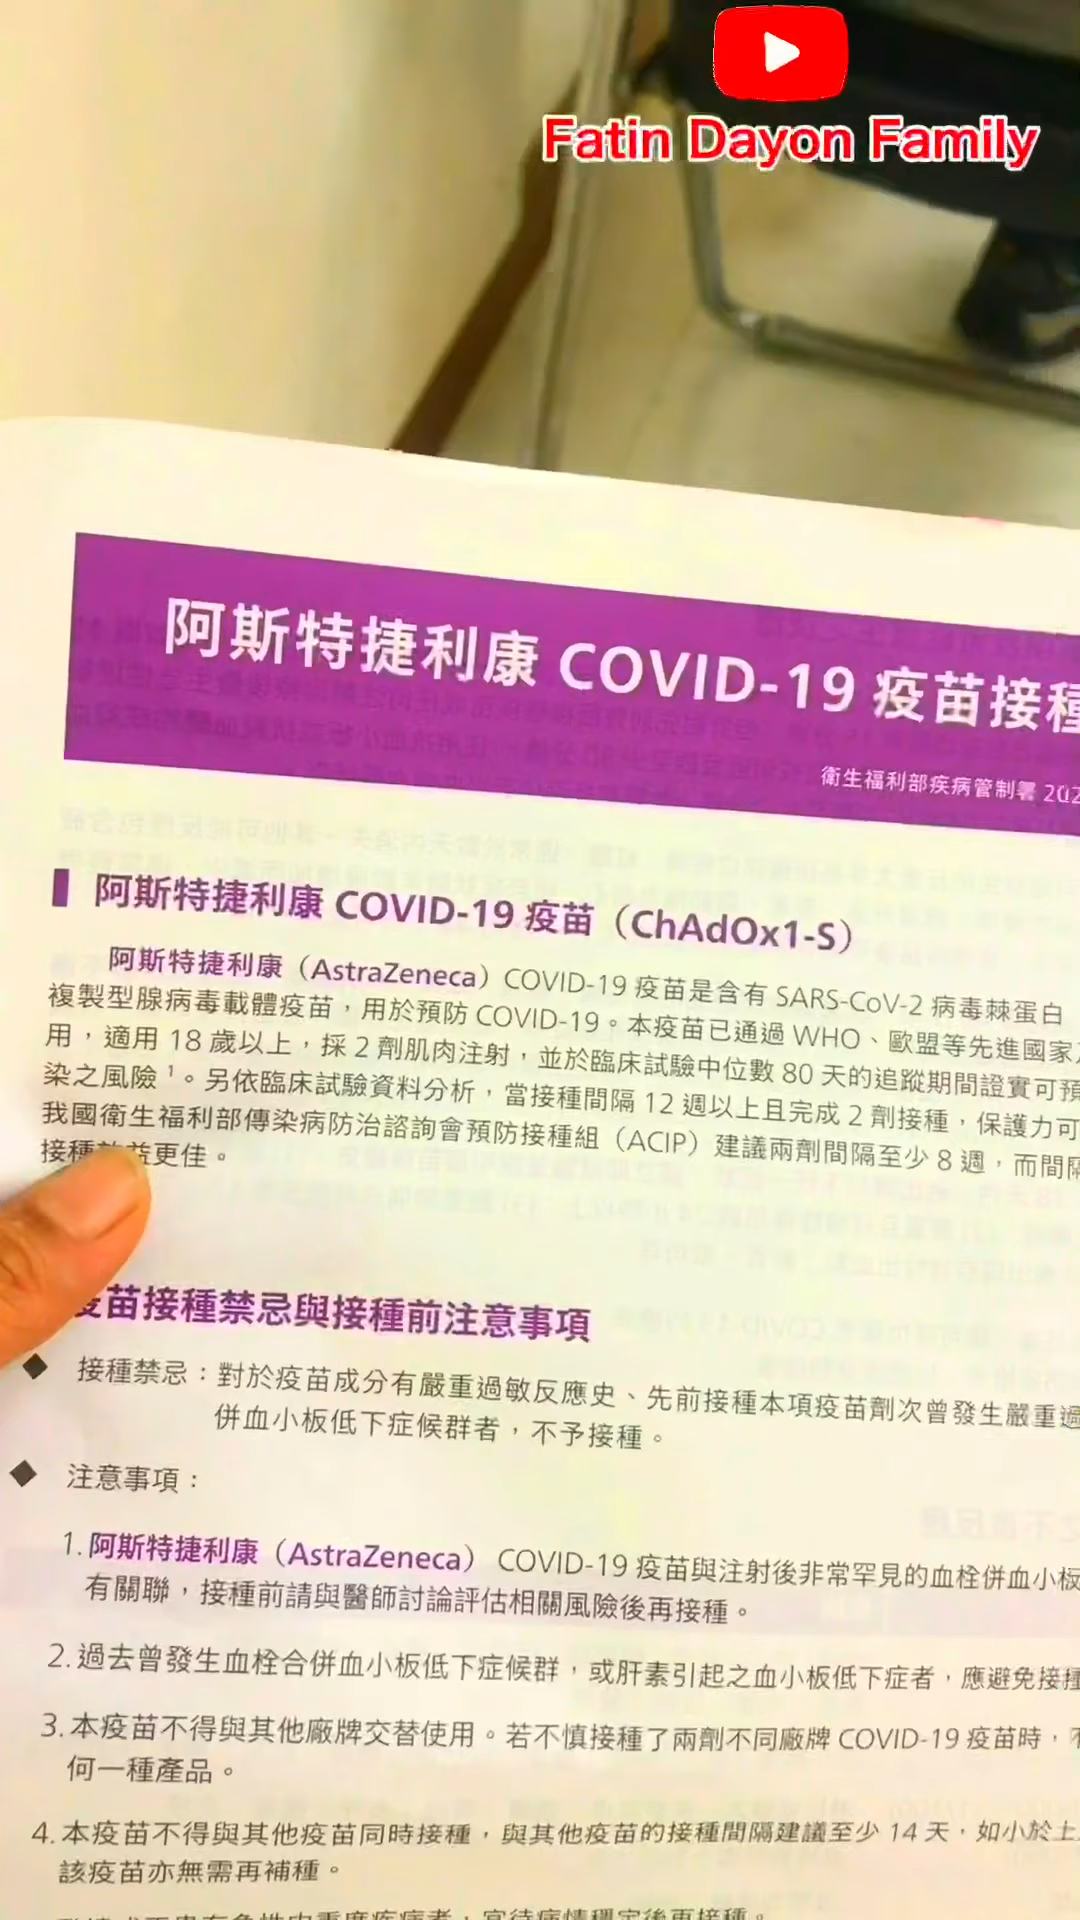 Fatin Dayon Family
阿斯特捷利康 COVID-19 疫苗接種
衛生福利部疾病管制署 202
阿斯特捷利康 COVID-19 疫苗（ChAdOx1-S）
阿斯特捷利康（AstraZeneca）COVID-19 疫苗是含有 SARS-CoV-2 病毒棘蛋白
複製型腺病毒載體疫苗，用於預防 COVID-19。本疫苗已通過 WHO、歐盟等先進國家
用，適用 18 歲以上，採 2 劑肌肉注射，並於臨床試驗中位數 80 天的追蹤期間證實可預
染之風險 1。另依臨床試驗資料分析，當接種間隔 12 週以上且完成 2 劑接種，保護力可
我國衛生福利部傳染病防治諮詢會預防接種組（ACIP）建議兩劑間隔至少 8 週，而間隔
接種效益更佳。
疫苗接種禁忌與接種前注意事項
◆ 接種禁忌：對於疫苗成分有嚴重過敏反應史、先前接種本項疫苗劑次曾發生嚴重過
併血小板低下症候群者，不予接種。
◆ 注意事項：
1. 阿斯特捷利康（AstraZeneca） COVID-19 疫苗與注射後非常罕見的血栓併血小板
有關聯，接種前請與醫師討論評估相關風險後再接種。
2. 過去曾發生血栓合併血小板低下症候群，或肝素引起之血小板低下症者，應避免接種
3. 本疫苗不得與其他廠牌交替使用。若不慎接種了兩劑不同廠牌 COVID-19 疫苗時，不
何一種產品。
4. 本疫苗不得與其他疫苗同時接種，與其他疫苗的接種間隔建議至少 14 天，如小於上
該疫苗亦無需再補種。